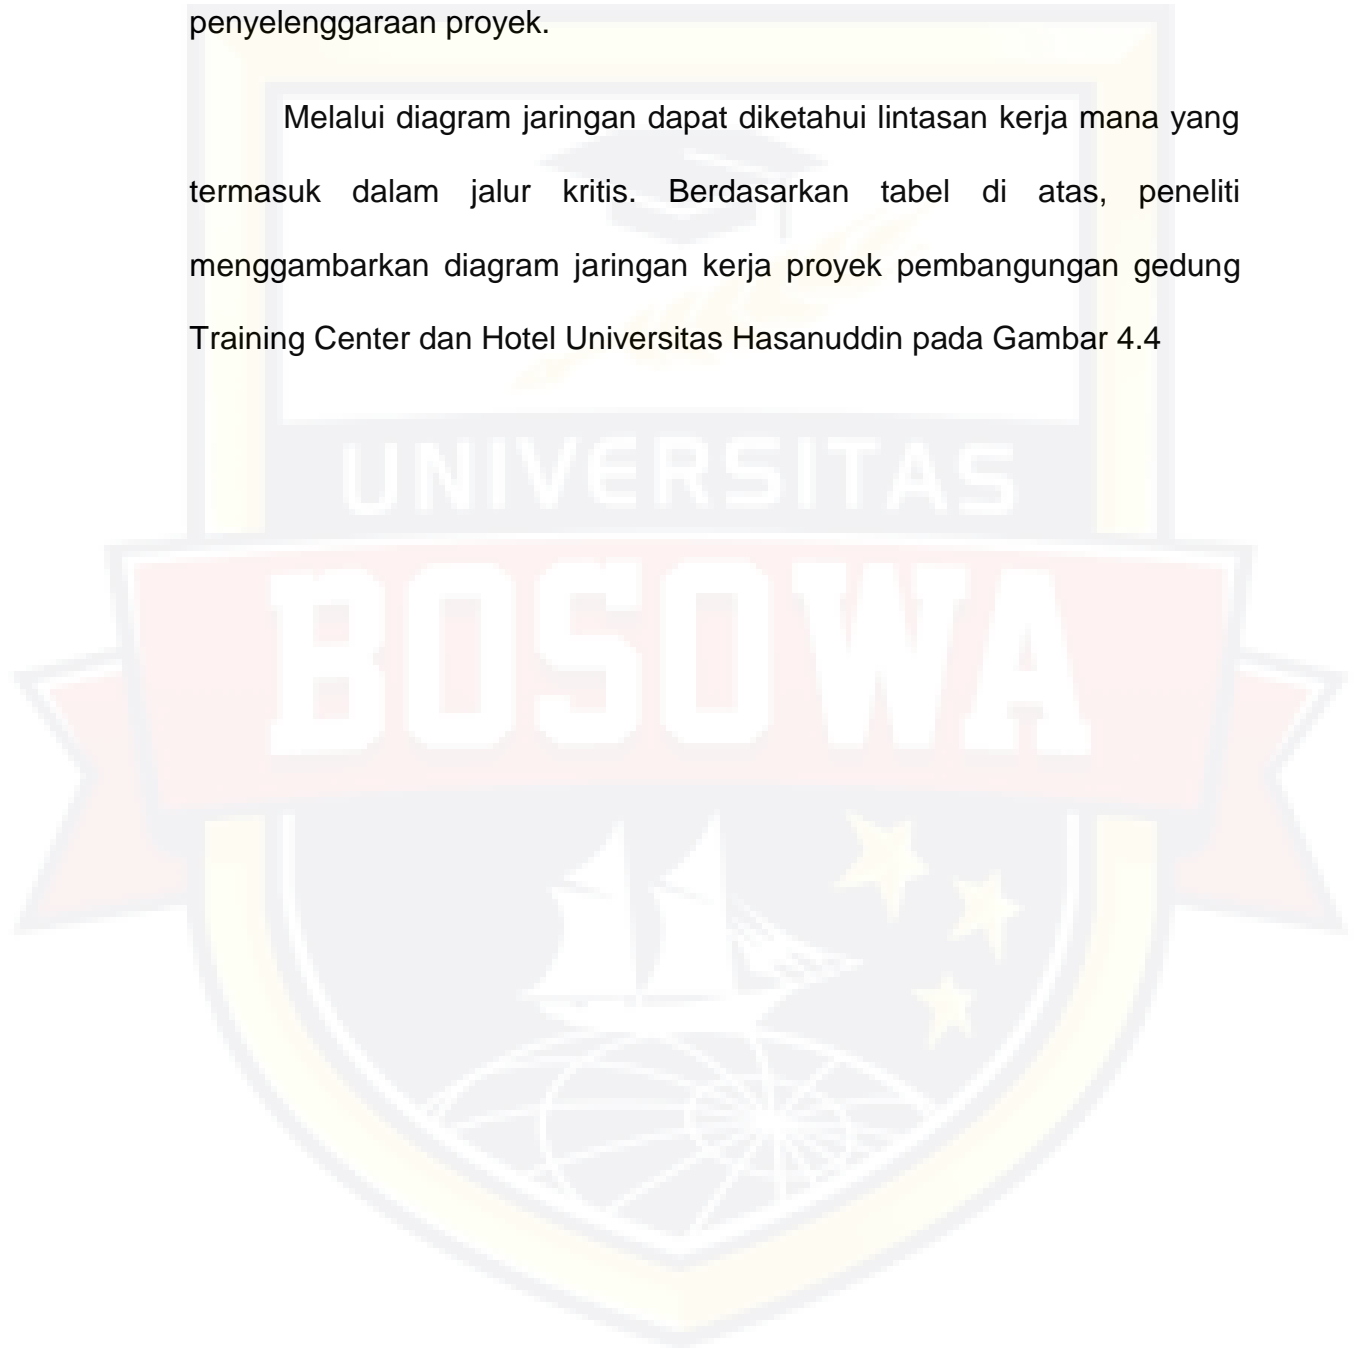 penyelenggaraan proyek.
Melalui diagram jaringan dapat diketahui lintasan kerja mana yang
termasuk dalam jalur kritis. Berdasarkan tabel di atas, peneliti
menggambarkan diagram jaringan kerja proyek pembangungan gedung
Training Center dan Hotel Universitas Hasanuddin pada Gambar 4.4
UNIVERSITAS
BOSOWA